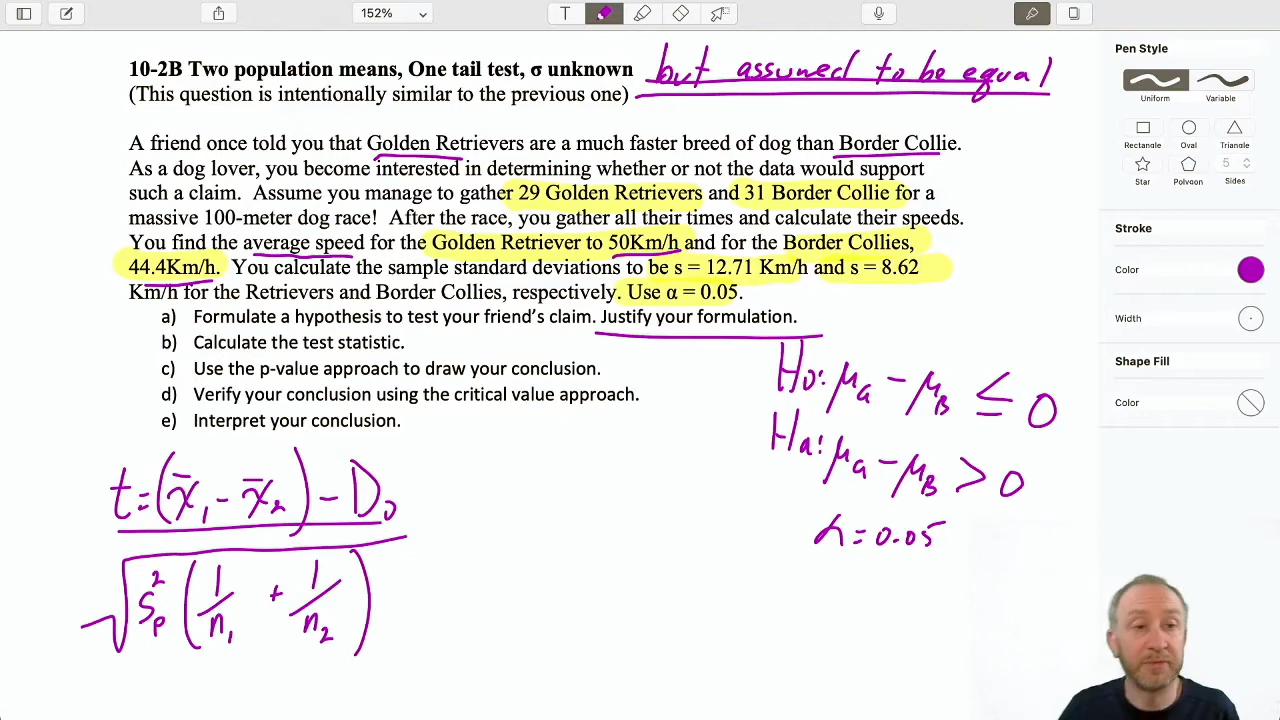 152%
T
Pen Style
Uniform
Variable
Rectangle
Oval
Triangle
Star
Polygon
5
Sides
Stroke
Color
Width
Shape Fill
Color
10-2B Two population means, One tail test, σ unknown but assumed to be equal
(This question is intentionally similar to the previous one)
A friend once told you that Golden Retrievers are a much faster breed of dog than Border Collie.
As a dog lover, you become interested in determining whether or not the data would support
such a claim. Assume you manage to gather 29 Golden Retrievers and 31 Border Collie for a
massive 100-meter dog race! After the race, you gather all their times and calculate their speeds.
You find the average speed for the Golden Retriever to 50Km/h and for the Border Collies,
44.4Km/h. You calculate the sample standard deviations to be s = 12.71 Km/h and s = 8.62
Km/h for the Retrievers and Border Collies, respectively. Use α = 0.05.
a) Formulate a hypothesis to test your friend's claim. Justify your formulation.
b) Calculate the test statistic.
c) Use the p-value approach to draw your conclusion.
d) Verify your conclusion using the critical value approach.
e) Interpret your conclusion.
H0: μG − μB ≤ 0
Ha: μG − μB > 0
α = 0.05
t = (x̄1 − x̄2) − D0
√ Sp² (1/n1 + 1/n2)